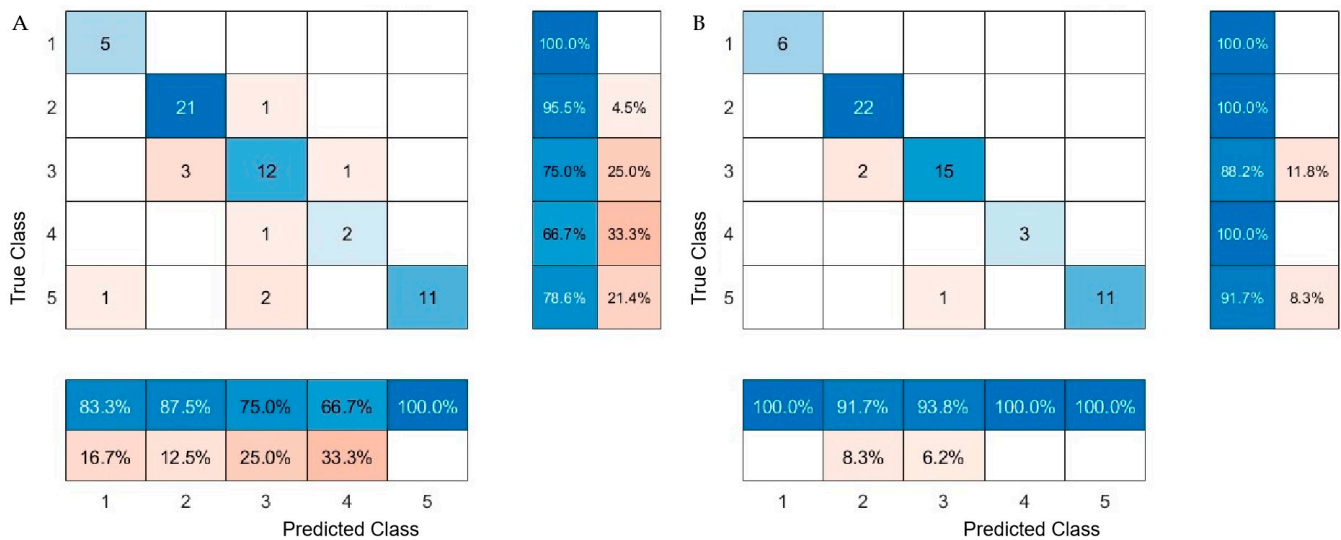 A
B
1 5 100.0%
2 21 1 95.5% 4.5%
3 3 12 1 75.0% 25.0%
4 1 2 66.7% 33.3%
5 1 2 11 78.6% 21.4%
True Class
83.3% 87.5% 75.0% 66.7% 100.0%
16.7% 12.5% 25.0% 33.3%
1 2 3 4 5
Predicted Class
1 6 100.0%
2 22 100.0%
3 2 15 88.2% 11.8%
4 3 100.0%
5 1 11 91.7% 8.3%
True Class
100.0% 91.7% 93.8% 100.0% 100.0%
8.3% 6.2%
1 2 3 4 5
Predicted Class